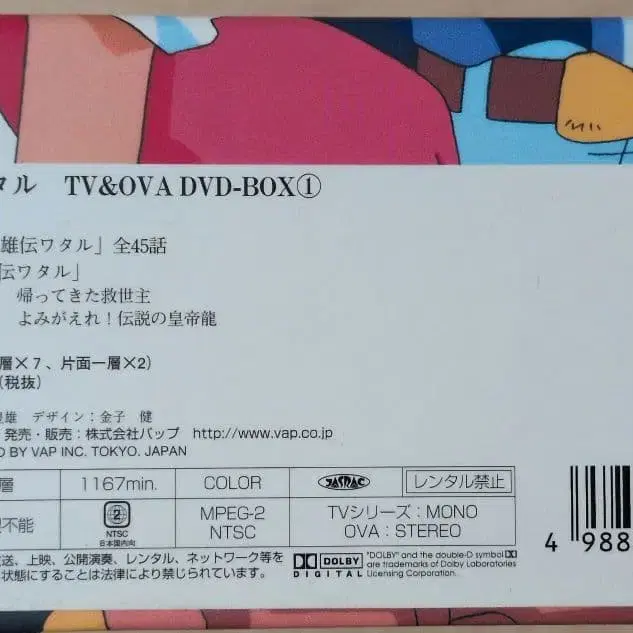 タル TV&OVA DVD-BOX①
雄伝ワタル」全45話
伝ワタル」
帰ってきた救世主
よみがえれ！伝説の皇帝龍
層×7、片面一層×2)
(税抜)
雄 デザイン：金子 健
発売・販売：株式会社バップ http://www.vap.co.jp
D BY VAP INC. TOKYO. JAPAN
層 1167min. COLOR JASRAC レンタル禁止
不能 2 NTSC 日本国内向 MPEG-2 NTSC TVシリーズ：MONO OVA：STEREO
送、上映、公開演奏、レンタル、ネットワーク等を
状態にすることは法律により禁じられています。
DOLBY DIGITAL
"DOLBY" and the double-D symbol
are trademarks of Dolby Laboratories
Licensing Corporation.
4 988